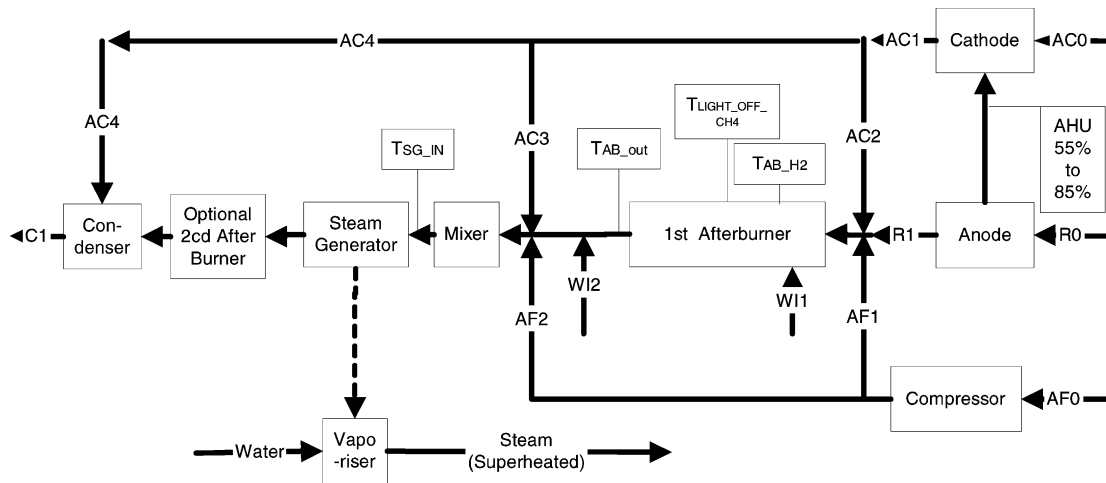 AC4
AC1
Cathode
AC0
TLIGHT_OFF_
CH4
AHU
55%
to
85%
AC4
AC3
TSG_IN
TAB_out
AC2
TAB_H2
C1
Con-
denser
Optional
2cd After
Burner
Steam
Generator
Mixer
1st Afterburner
R1
Anode
R0
WI2
WI1
AF2
AF1
Compressor
AF0
Water
Vapo
-riser
Steam
(Superheated)